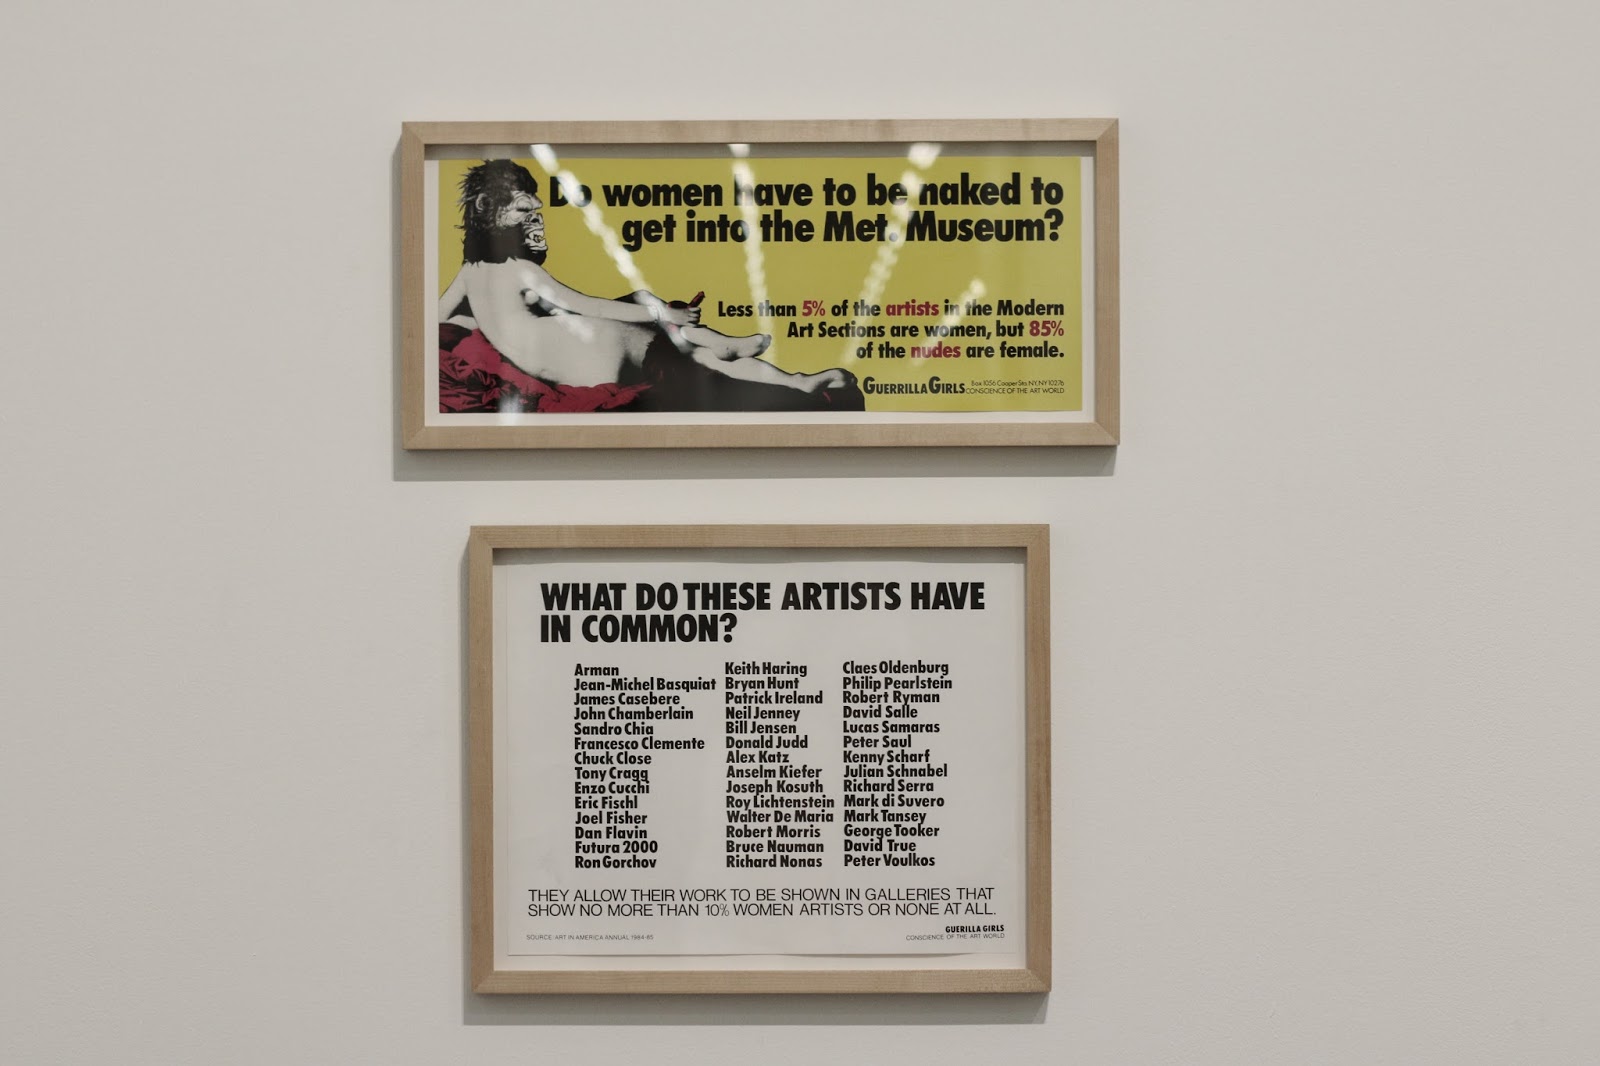 Do women have to be naked to
get into the Met. Museum?
Less than 5% of the artists in the Modern
Art Sections are women, but 85%
of the nudes are female.
GUERRILLA GIRLS Box 1056 Cooper Sta. NY, NY 10276
CONSCIENCE OF THE ART WORLD
WHAT DO THESE ARTISTS HAVE
IN COMMON?
Arman
Jean-Michel Basquiat
James Casebere
John Chamberlain
Sandro Chia
Francesco Clemente
Chuck Close
Tony Cragg
Enzo Cucchi
Eric Fischl
Joel Fisher
Dan Flavin
Futura 2000
Ron Gorchov
Keith Haring
Bryan Hunt
Patrick Ireland
Neil Jenney
Bill Jensen
Donald Judd
Alex Katz
Anselm Kiefer
Joseph Kosuth
Roy Lichtenstein
Walter De Maria
Robert Morris
Bruce Nauman
Richard Nonas
Claes Oldenburg
Philip Pearlstein
Robert Ryman
David Salle
Lucas Samaras
Peter Saul
Kenny Scharf
Julian Schnabel
Richard Serra
Mark di Suvero
Mark Tansey
George Tooker
David True
Peter Voulkos
THEY ALLOW THEIR WORK TO BE SHOWN IN GALLERIES THAT
SHOW NO MORE THAN 10% WOMEN ARTISTS OR NONE AT ALL.
SOURCE: ART IN AMERICA ANNUAL 1984-85
GUERILLA GIRLS
CONSCIENCE OF THE ART WORLD